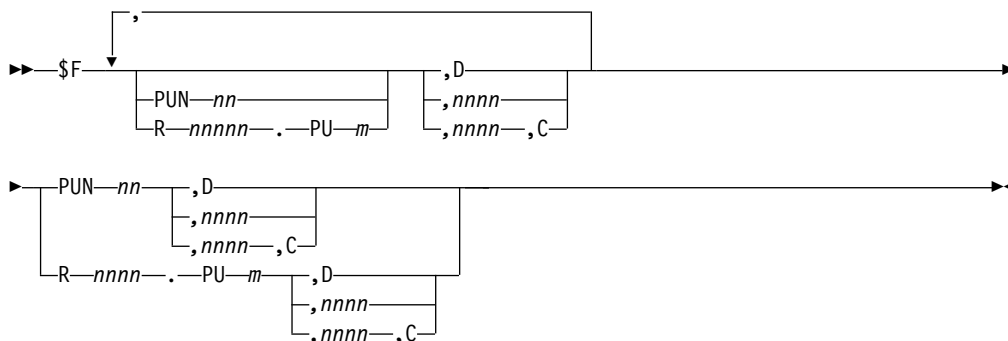 ,
$F ,D
PUN nn ,nnnn
R nnnnn . PU m ,nnnn ,C
PUN nn ,D
,nnnn
,nnnn ,C
R nnnn . PU m ,D
,nnnn
,nnnn ,C